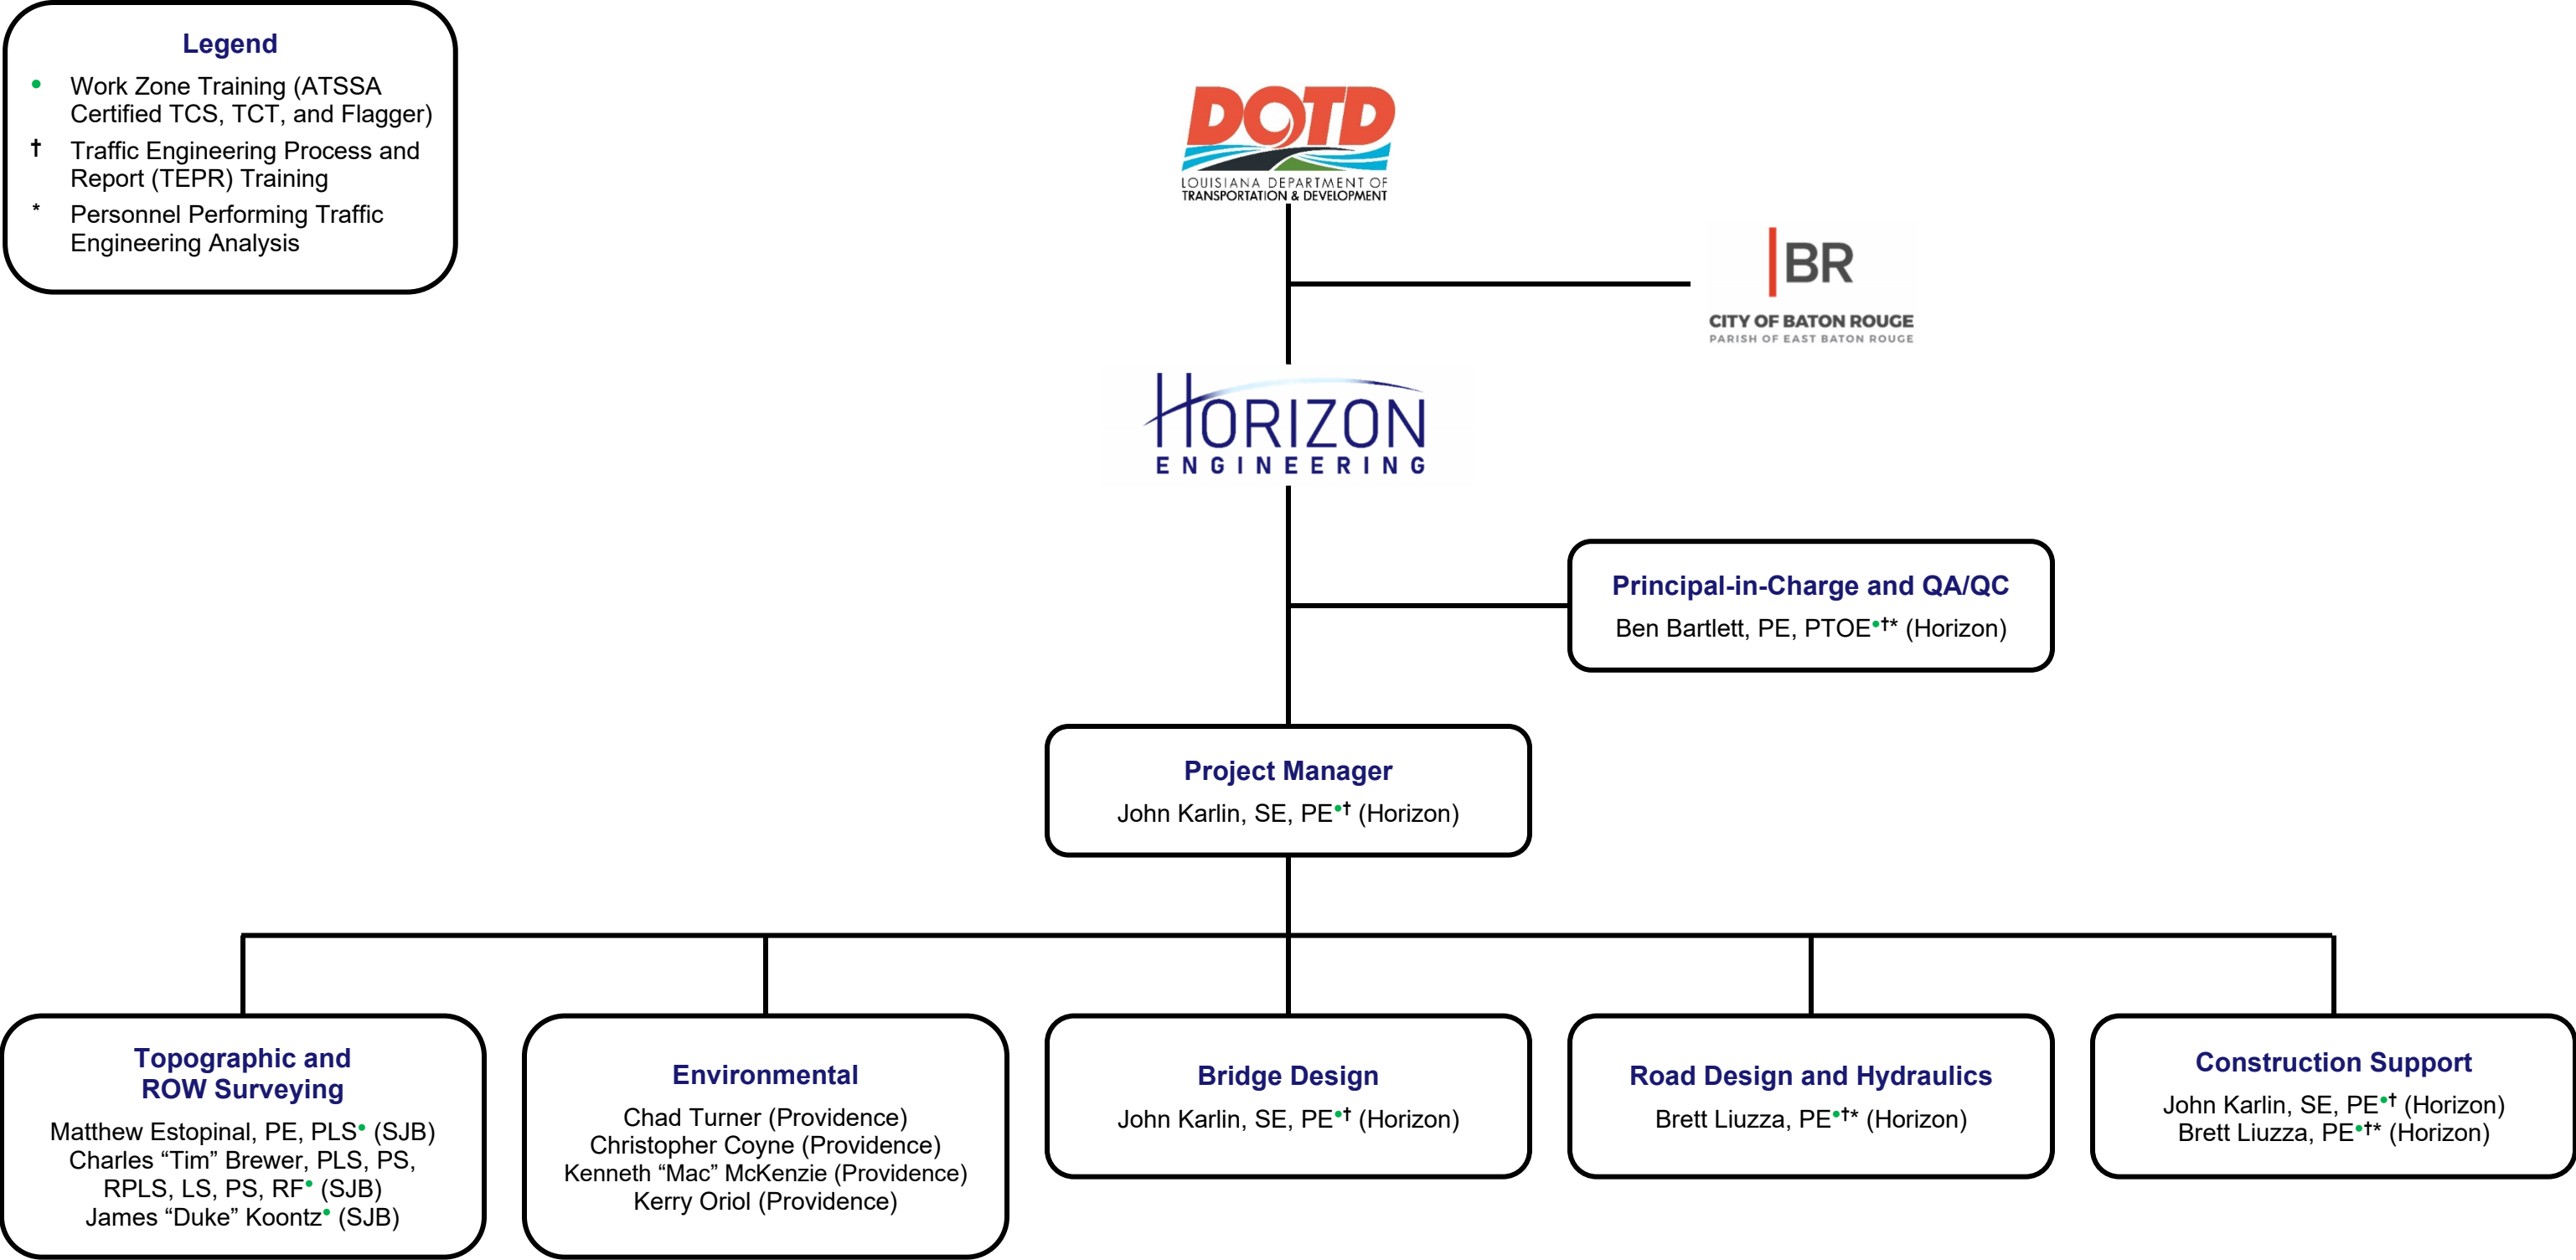 Legend
• Work Zone Training (ATSSA
Certified TCS, TCT, and Flagger)
† Traffic Engineering Process and
Report (TEPR) Training
* Personnel Performing Traffic
Engineering Analysis
DOTD
LOUISIANA DEPARTMENT OF
TRANSPORTATION & DEVELOPMENT
BR
CITY OF BATON ROUGE
PARISH OF EAST BATON ROUGE
HORIZON
ENGINEERING
Principal-in-Charge and QA/QC
Ben Bartlett, PE, PTOE•†* (Horizon)
Project Manager
John Karlin, SE, PE•† (Horizon)
Topographic and
ROW Surveying
Matthew Estopinal, PE, PLS• (SJB)
Charles “Tim” Brewer, PLS, PS,
RPLS, LS, PS, RF• (SJB)
James “Duke” Koontz• (SJB)
Environmental
Chad Turner (Providence)
Christopher Coyne (Providence)
Kenneth “Mac” McKenzie (Providence)
Kerry Oriol (Providence)
Bridge Design
John Karlin, SE, PE•† (Horizon)
Road Design and Hydraulics
Brett Liuzza, PE•†* (Horizon)
Construction Support
John Karlin, SE, PE•† (Horizon)
Brett Liuzza, PE•†* (Horizon)